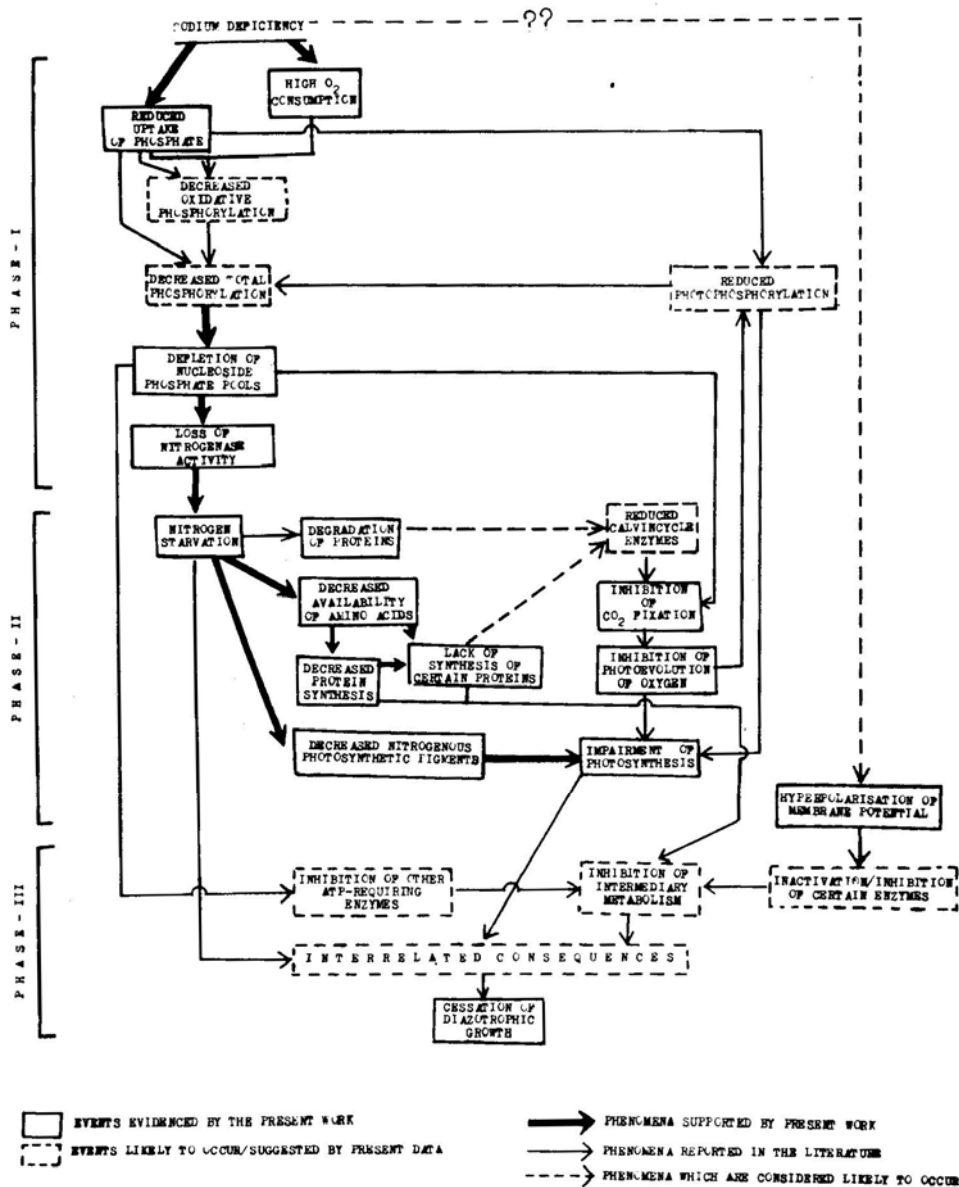 ??
SODIUM DEFICIENCY
HIGH O2
CONSUMPTION
REDUCED
UPTAKE
OF PHOSPHATE
DECREASED
OXIDATIVE
PHOSPHORYLATION
PHASE-I
DECREASED TOTAL
PHOSPHORYLATION
REDUCED
PHOTOPHOSPHORYLATION
DEPLETION OF
NUCLEOSIDE
PHOSPHATE POOLS
LOSS OF
NITROGENASE
ACTIVITY
NITROGEN
STARVATION
DEGRADATION
OF PROTEINS
REDUCED
CALVINCYCLE
ENZYMES
DECREASED
AVAILABILITY
OF AMINO ACIDS
INHIBITION
OF
CO2 FIXATION
PHASE-II
DECREASED
PROTEIN
SYNTHESIS
LACK OF
SYNTHESIS OF
CERTAIN PROTEINS
INHIBITION OF
PHOTOEVOLUTION
OF OXYGEN
DECREASED NITROGENOUS
PHOTOSYNTHETIC PIGMENTS
IMPAIRMENT OF
PHOTOSYNTHESIS
HYPERPOLARISATION OF
MEMBRANE POTENTIAL
PHASE-III
INHIBITION OF OTHER
ATP-REQUIRING
ENZYMES
INHIBITION OF
INTERMEDIARY
METABOLISM
INACTIVATION/INHIBITION
OF CERTAIN ENZYMES
INTERRELATED CONSEQUENCES
CESSATION OF
DIAZOTROPHIC
GROWTH
EVENTS EVIDENCED BY THE PRESENT WORK
EVENTS LIKELY TO OCCUR/SUGGESTED BY PRESENT DATA
PHENOMENA SUPPORTED BY PRESENT WORK
PHENOMENA REPORTED IN THE LITERATURE
PHENOMENA WHICH ARE CONSIDERED LIKELY TO OCCUR